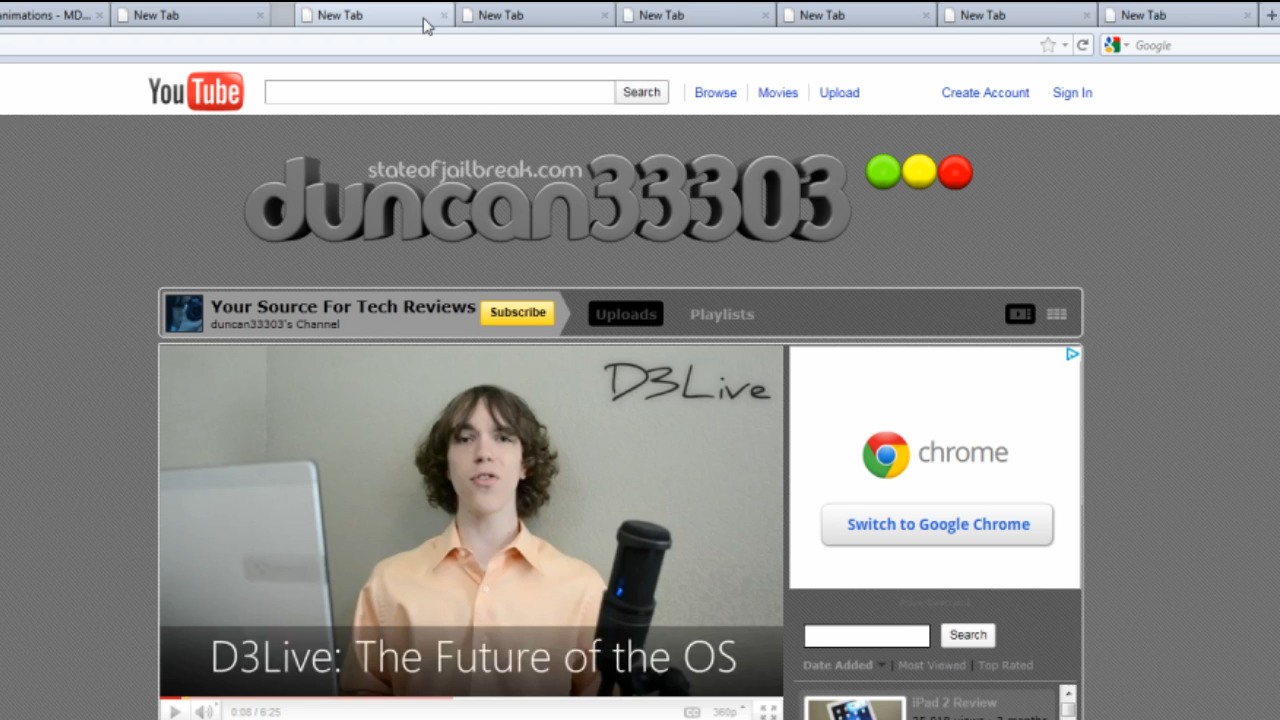 animations - MD...
New Tab
New Tab
New Tab
New Tab
New Tab
New Tab
New Tab
Google
YouTube
Search
Browse
Movies
Upload
Create Account
Sign In
stateofjailbreak.com
duncan33303
Your Source For Tech Reviews
duncan33303's Channel
Subscribe
Uploads
Playlists
D3Live
D3Live: The Future of the OS
0:08 / 6:25
CC
360p
chrome
Switch to Google Chrome
Search
Date Added | Most Viewed | Top Rated
iPad 2 Review